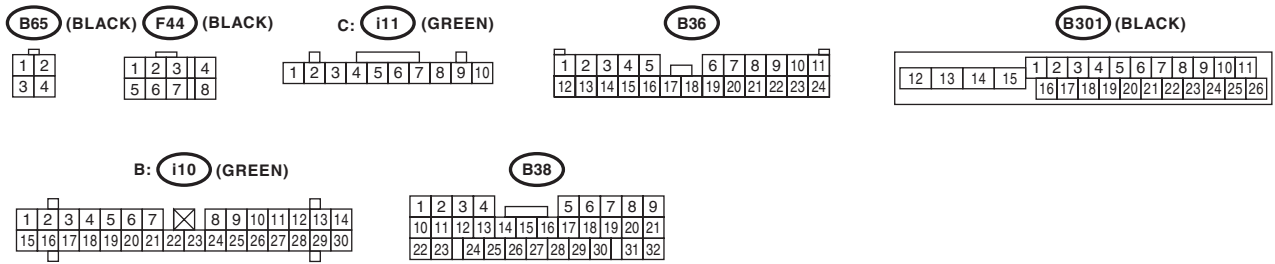 B65 (BLACK) F44 (BLACK) C: i11 (GREEN) B36 B301 (BLACK)
1 2
3 4
1 2 3 4
5 6 7 8
1 2 3 4 5 6 7 8 9 10
1 2 3 4 5 6 7 8 9 10 11
12 13 14 15 16 17 18 19 20 21 22 23 24
12 13 14 15 1 2 3 4 5 6 7 8 9 10 11
16 17 18 19 20 21 22 23 24 25 26
B: i10 (GREEN) B38
1 2 3 4 5 6 7 8 9 10 11 12 13 14
15 16 17 18 19 20 21 22 23 24 25 26 27 28 29 30
1 2 3 4 5 6 7 8 9
10 11 12 13 14 15 16 17 18 19 20 21
22 23 24 25 26 27 28 29 30 31 32